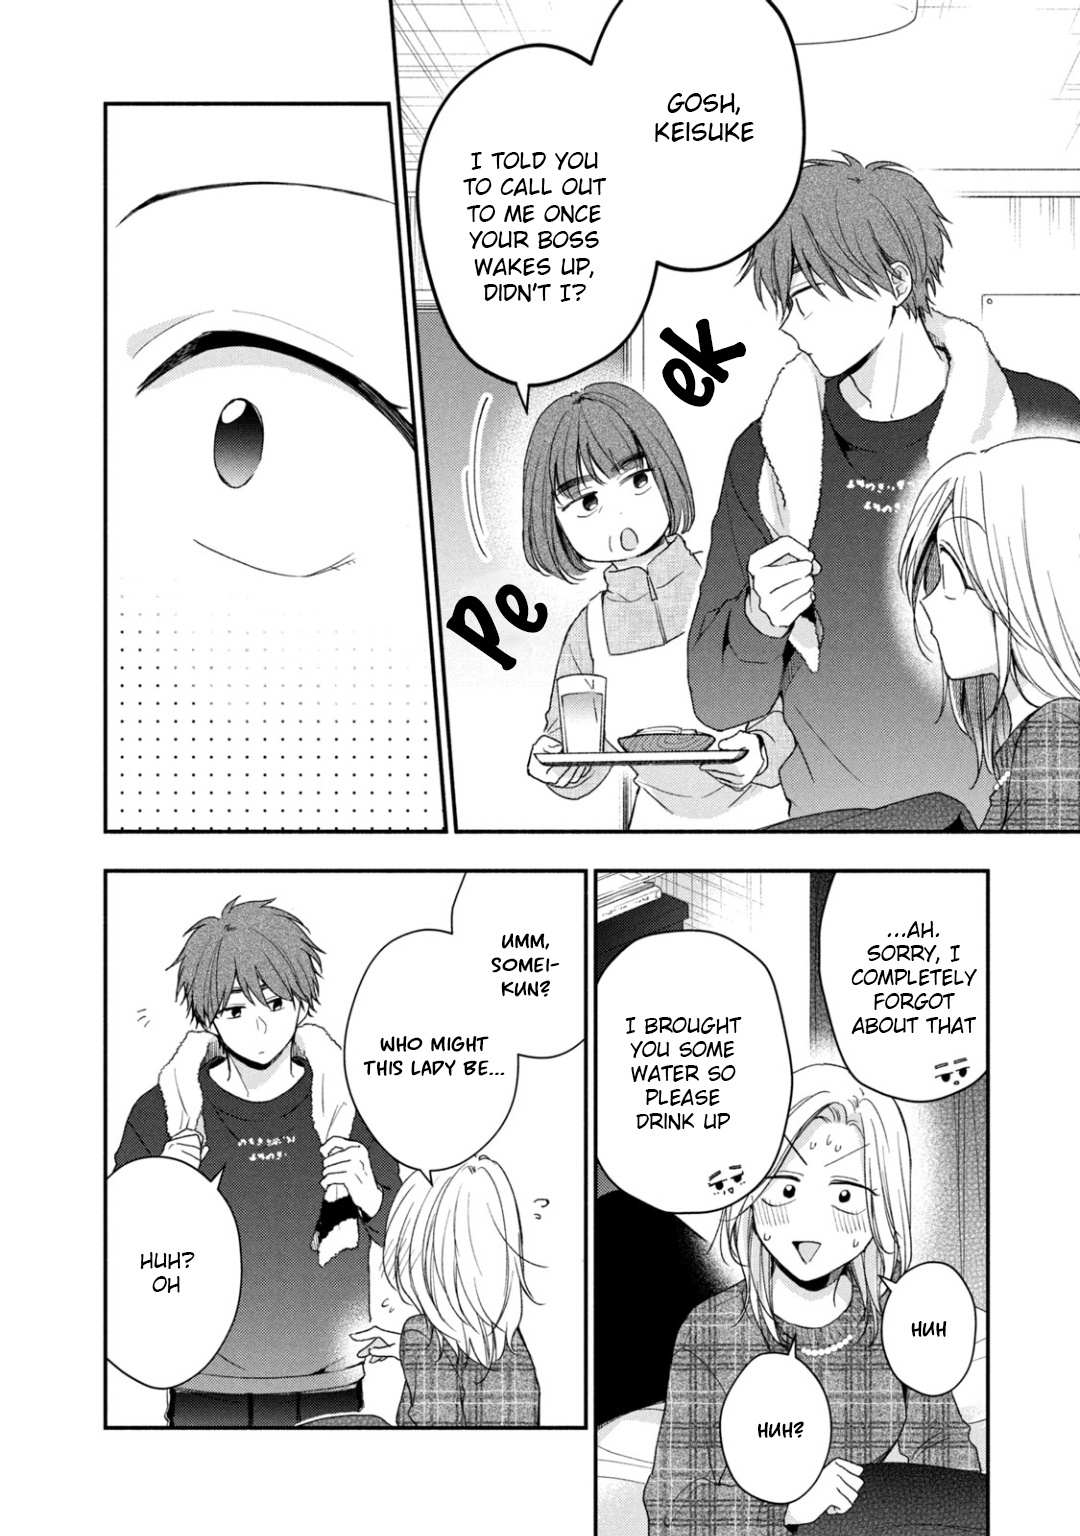 GOSH,
KEISUKE
I TOLD YOU
TO CALL OUT
TO ME ONCE
YOUR BOSS
WAKES UP,
DIDN'T I?
Peek
...AH.
SORRY, I
COMPLETELY
FORGOT
ABOUT THAT
I BROUGHT
YOU SOME
WATER SO
PLEASE
DRINK UP
HUH
HUH?
UMM,
SOMEI-
KUN?
WHO MIGHT
THIS LADY BE...
HUH?
OH